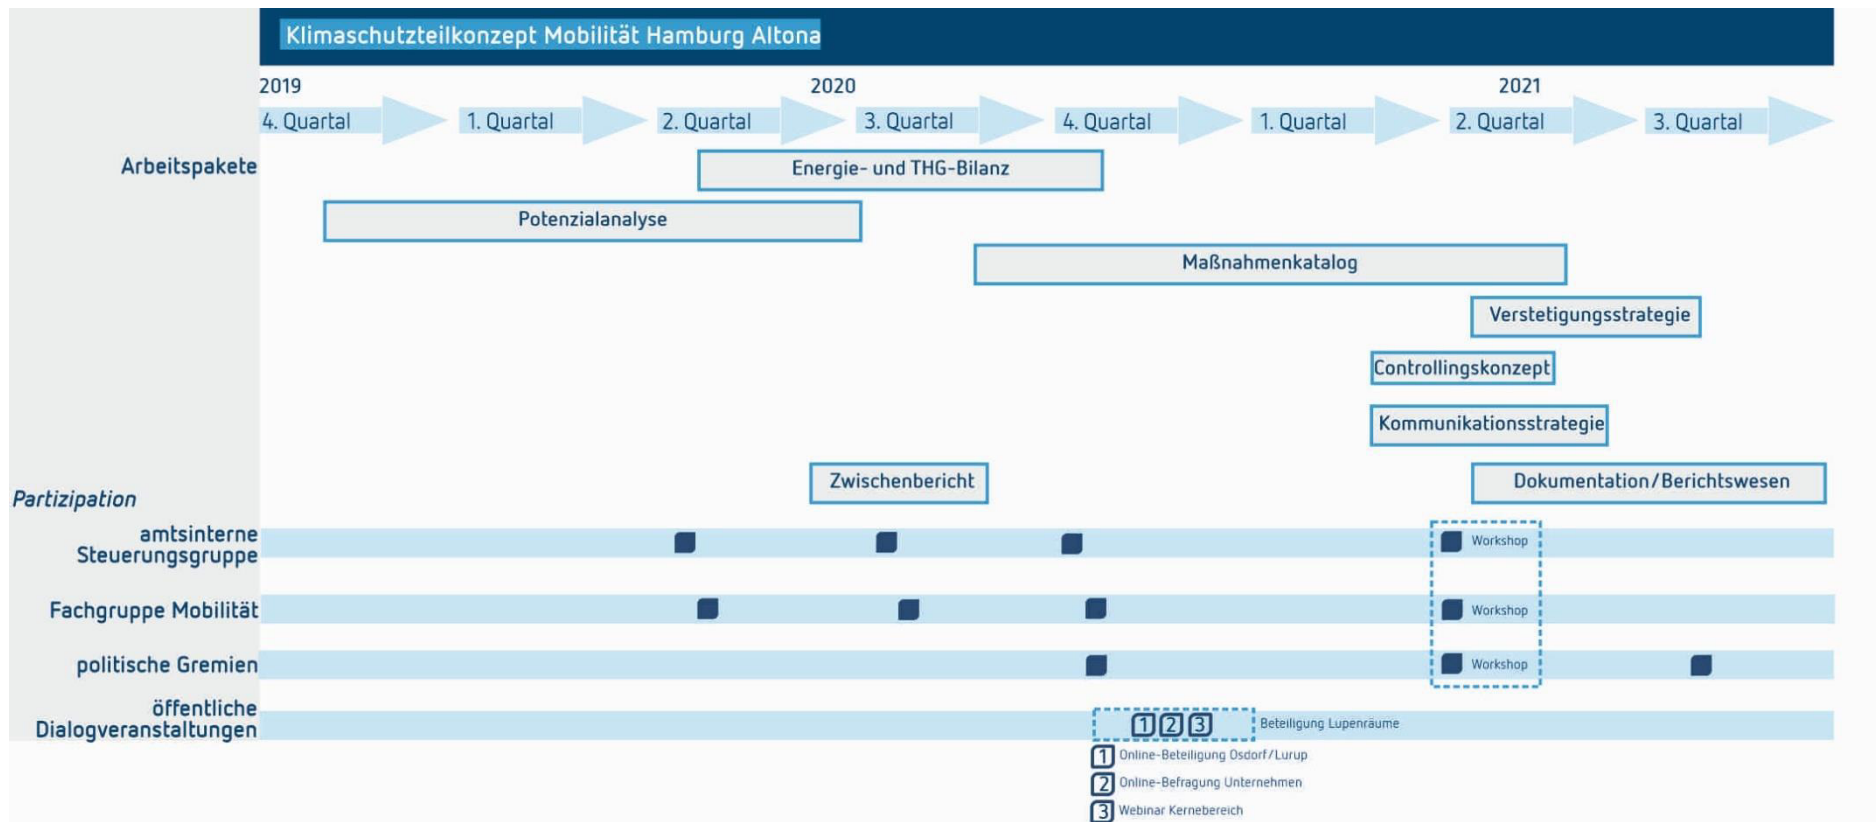 Klimaschutzteilkonzept Mobilität Hamburg Altona
2019 2020 2021
4. Quartal 1. Quartal 2. Quartal 3. Quartal 4. Quartal 1. Quartal 2. Quartal 3. Quartal
Arbeitspakete
Energie- und THG-Bilanz
Potenzialanalyse
Maßnahmenkatalog
Verstetigungsstrategie
Controllingskonzept
Kommunikationsstrategie
Zwischenbericht
Dokumentation/Berichtswesen
Partizipation
amtsinterne
Steuerungsgruppe
Workshop
Fachgruppe Mobilität
Workshop
politische Gremien
Workshop
öffentliche
Dialogveranstaltungen
1 2 3 Beteiligung Lupenräume
1 Online-Beteiligung Osdorf/Lurup
2 Online-Befragung Unternehmen
3 Webinar Kernebereich